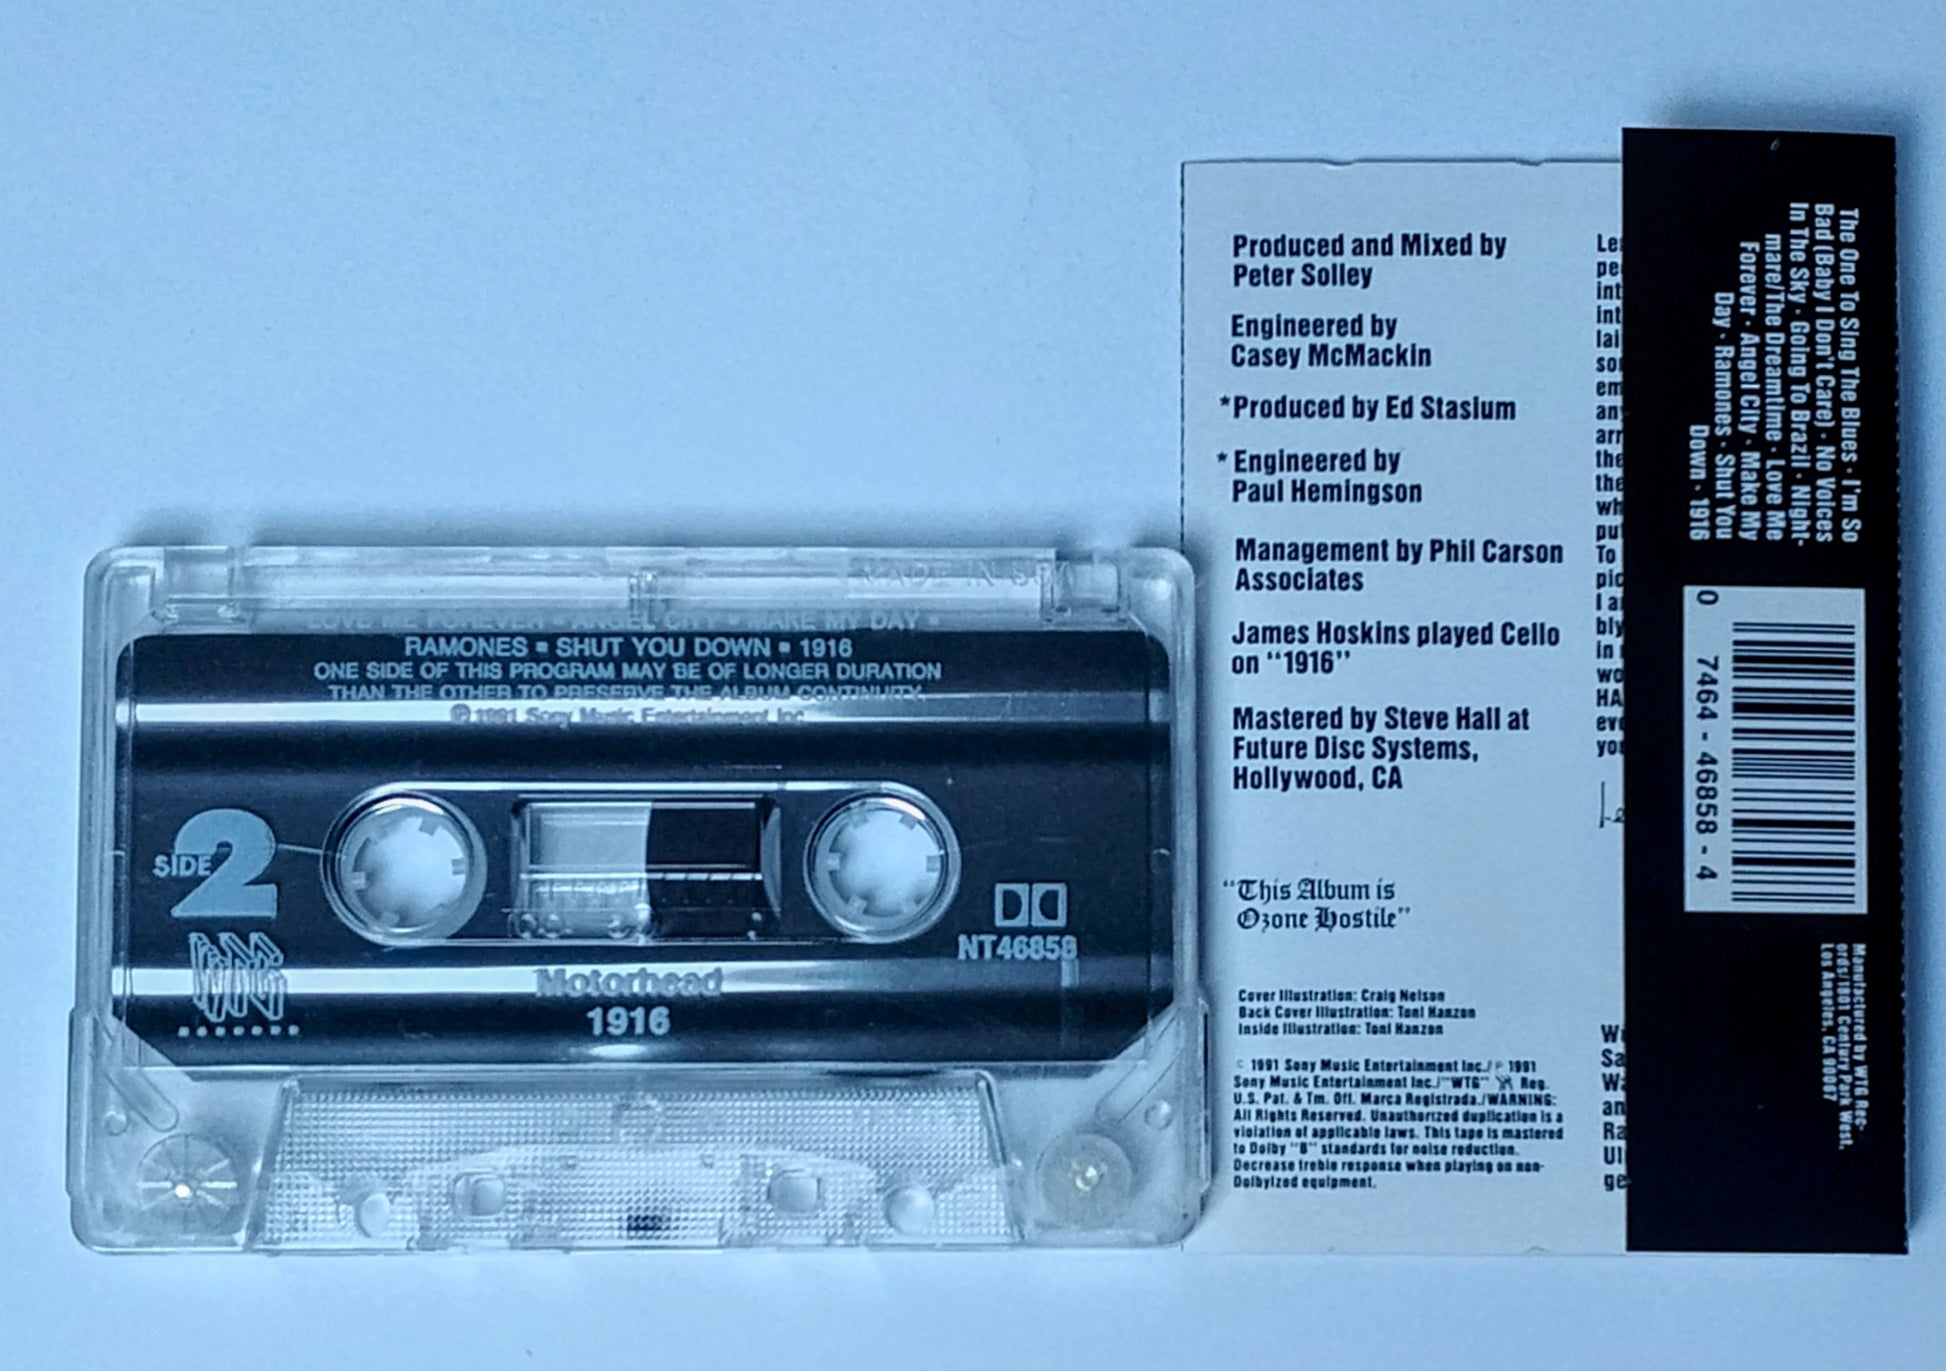 MADE IN USA
LOVE ME FOREVER ▪ ANGEL CITY ▪ MAKE MY DAY ▪
RAMONES ▪ SHUT YOU DOWN ▪ 1916
ONE SIDE OF THIS PROGRAM MAY BE OF LONGER DURATION
THAN THE OTHER TO PRESERVE THE ALBUM CONTINUITY.
℗ 1991 Sony Music Entertainment Inc.
SIDE 2
NT46858
WTG
RECORDS
Motorhead
1916
Produced and Mixed by
Peter Solley
Engineered by
Casey McMackin
*Produced by Ed Stasium
*Engineered by
Paul Hemingson
Management by Phil Carson
Associates
James Hoskins played Cello
on "1916"
Mastered by Steve Hall at
Future Disc Systems,
Hollywood, CA
"This Album is
Ozone Hostile"
Cover Illustration: Craig Nelson
Back Cover Illustration: Toni Hanzon
Inside Illustration: Toni Hanzon
© 1991 Sony Music Entertainment Inc./ ℗ 1991
Sony Music Entertainment Inc./"WTG" Reg.
U.S. Pat. & Tm. Off. Marca Registrada./WARNING:
All Rights Reserved. Unauthorized duplication is a
violation of applicable laws. This tape is mastered
to Dolby "B" standards for noise reduction.
Decrease treble response when playing on non-
Dolbyized equipment.
The One To Sing The Blues · I'm So
Bad (Baby I Don't Care) · No Voices
In The Sky · Going To Brazil · Night-
mare/The Dreamtime · Love Me
Forever · Angel City · Make My
Day · Ramones · Shut You
Down · 1916
0 7464-46858-4
Manufactured by WTG Rec-
ords/1801 Century Park West,
Los Angeles, CA 90067